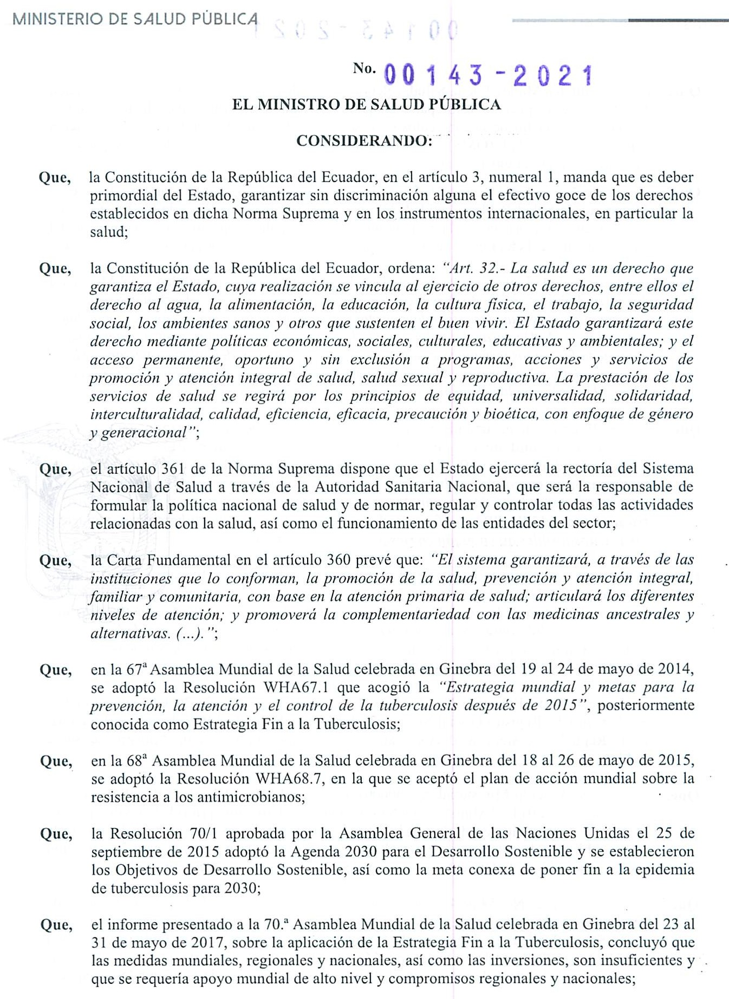 MINISTERIO DE SALUD PÚBLICA
No. 00143-2021
EL MINISTRO DE SALUD PÚBLICA
CONSIDERANDO:
Que, la Constitución de la República del Ecuador, en el artículo 3, numeral 1, manda que es deber
primordial del Estado, garantizar sin discriminación alguna el efectivo goce de los derechos
establecidos en dicha Norma Suprema y en los instrumentos internacionales, en particular la
salud;
Que, la Constitución de la República del Ecuador, ordena: “Art. 32.- La salud es un derecho que
garantiza el Estado, cuya realización se vincula al ejercicio de otros derechos, entre ellos el
derecho al agua, la alimentación, la educación, la cultura física, el trabajo, la seguridad
social, los ambientes sanos y otros que sustenten el buen vivir. El Estado garantizará este
derecho mediante políticas económicas, sociales, culturales, educativas y ambientales; y el
acceso permanente, oportuno y sin exclusión a programas, acciones y servicios de
promoción y atención integral de salud, salud sexual y reproductiva. La prestación de los
servicios de salud se regirá por los principios de equidad, universalidad, solidaridad,
interculturalidad, calidad, eficiencia, eficacia, precaución y bioética, con enfoque de género
y generacional”;
Que, el artículo 361 de la Norma Suprema dispone que el Estado ejercerá la rectoría del Sistema
Nacional de Salud a través de la Autoridad Sanitaria Nacional, que será la responsable de
formular la política nacional de salud y de normar, regular y controlar todas las actividades
relacionadas con la salud, así como el funcionamiento de las entidades del sector;
Que, la Carta Fundamental en el artículo 360 prevé que: “El sistema garantizará, a través de las
instituciones que lo conforman, la promoción de la salud, prevención y atención integral,
familiar y comunitaria, con base en la atención primaria de salud; articulará los diferentes
niveles de atención; y promoverá la complementariedad con las medicinas ancestrales y
alternativas. (...).”;
Que, en la 67ª Asamblea Mundial de la Salud celebrada en Ginebra del 19 al 24 de mayo de 2014,
se adoptó la Resolución WHA67.1 que acogió la “Estrategia mundial y metas para la
prevención, la atención y el control de la tuberculosis después de 2015”, posteriormente
conocida como Estrategia Fin a la Tuberculosis;
Que, en la 68ª Asamblea Mundial de la Salud celebrada en Ginebra del 18 al 26 de mayo de 2015,
se adoptó la Resolución WHA68.7, en la que se aceptó el plan de acción mundial sobre la
resistencia a los antimicrobianos;
Que, la Resolución 70/1 aprobada por la Asamblea General de las Naciones Unidas el 25 de
septiembre de 2015 adoptó la Agenda 2030 para el Desarrollo Sostenible y se establecieron
los Objetivos de Desarrollo Sostenible, así como la meta conexa de poner fin a la epidemia
de tuberculosis para 2030;
Que, el informe presentado a la 70.ª Asamblea Mundial de la Salud celebrada en Ginebra del 23 al
31 de mayo de 2017, sobre la aplicación de la Estrategia Fin a la Tuberculosis, concluyó que
las medidas mundiales, regionales y nacionales, así como las inversiones, son insuficientes y
que se requería apoyo mundial de alto nivel y compromisos regionales y nacionales;